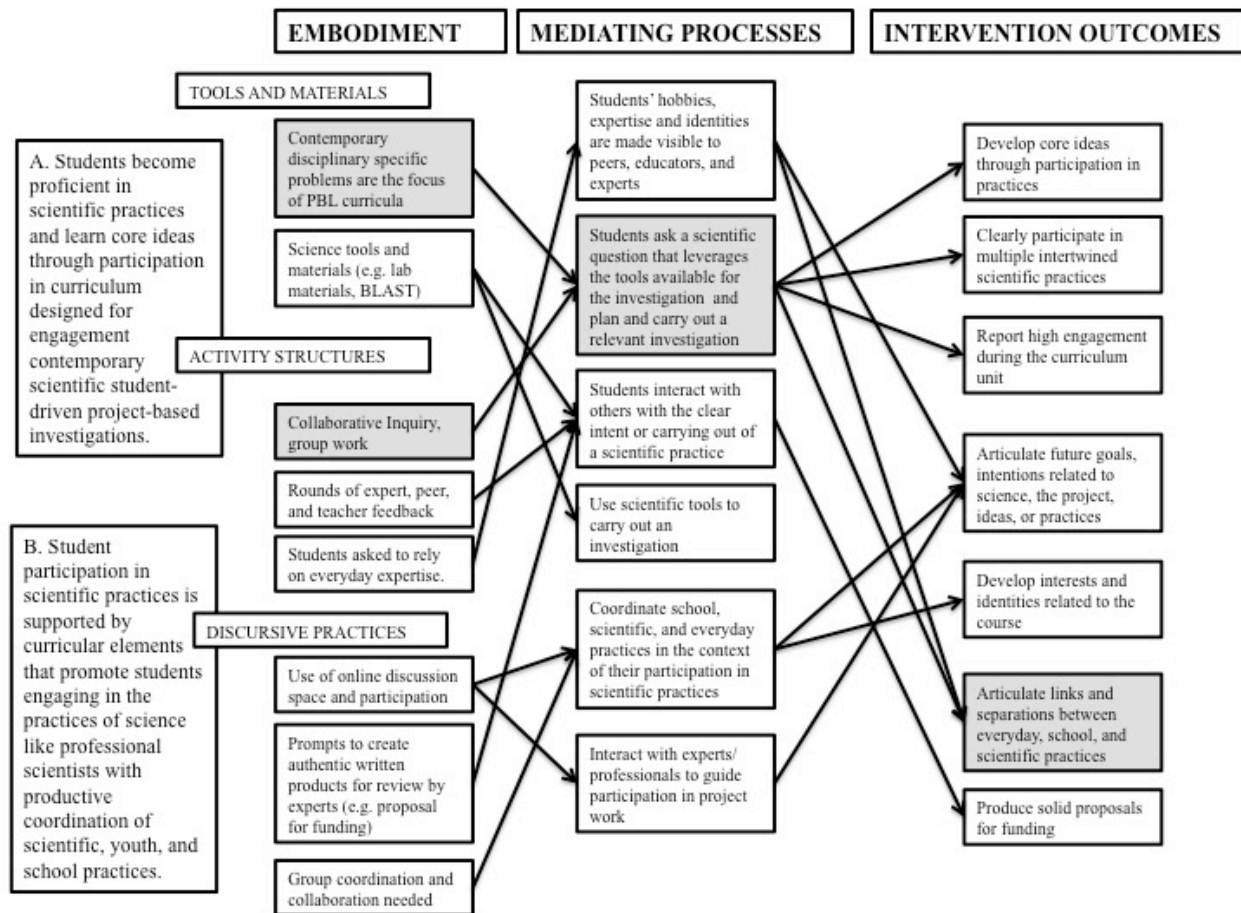 EMBODIMENT
MEDIATING PROCESSES
INTERVENTION OUTCOMES
A. Students become
proficient in
scientific practices
and learn core ideas
through participation
in curriculum
designed for
engagement
contemporary
scientific student-
driven project-based
investigations.
B. Student
participation in
scientific practices is
supported by
curricular elements
that promote students
engaging in the
practices of science
like professional
scientists with
productive
coordination of
scientific, youth, and
school practices.
TOOLS AND MATERIALS
Contemporary
disciplinary specific
problems are the focus
of PBL curricula
Science tools and
materials (e.g. lab
materials, BLAST)
ACTIVITY STRUCTURES
Collaborative Inquiry,
group work
Rounds of expert, peer,
and teacher feedback
Students asked to rely
on everyday expertise.
DISCURSIVE PRACTICES
Use of online discussion
space and participation
Prompts to create
authentic written
products for review by
experts (e.g. proposal
for funding)
Group coordination and
collaboration needed
Students' hobbies,
expertise and identities
are made visible to
peers, educators, and
experts
Students ask a scientific
question that leverages
the tools available for
the investigation and
plan and carry out a
relevant investigation
Students interact with
others with the clear
intent or carrying out of
a scientific practice
Use scientific tools to
carry out an
investigation
Coordinate school,
scientific, and everyday
practices in the context
of their participation in
scientific practices
Interact with experts/
professionals to guide
participation in project
work
Develop core ideas
through participation in
practices
Clearly participate in
multiple intertwined
scientific practices
Report high engagement
during the curriculum
unit
Articulate future goals,
intentions related to
science, the project,
ideas, or practices
Develop interests and
identities related to the
course
Articulate links and
separations between
everyday, school, and
scientific practices
Produce solid proposals
for funding